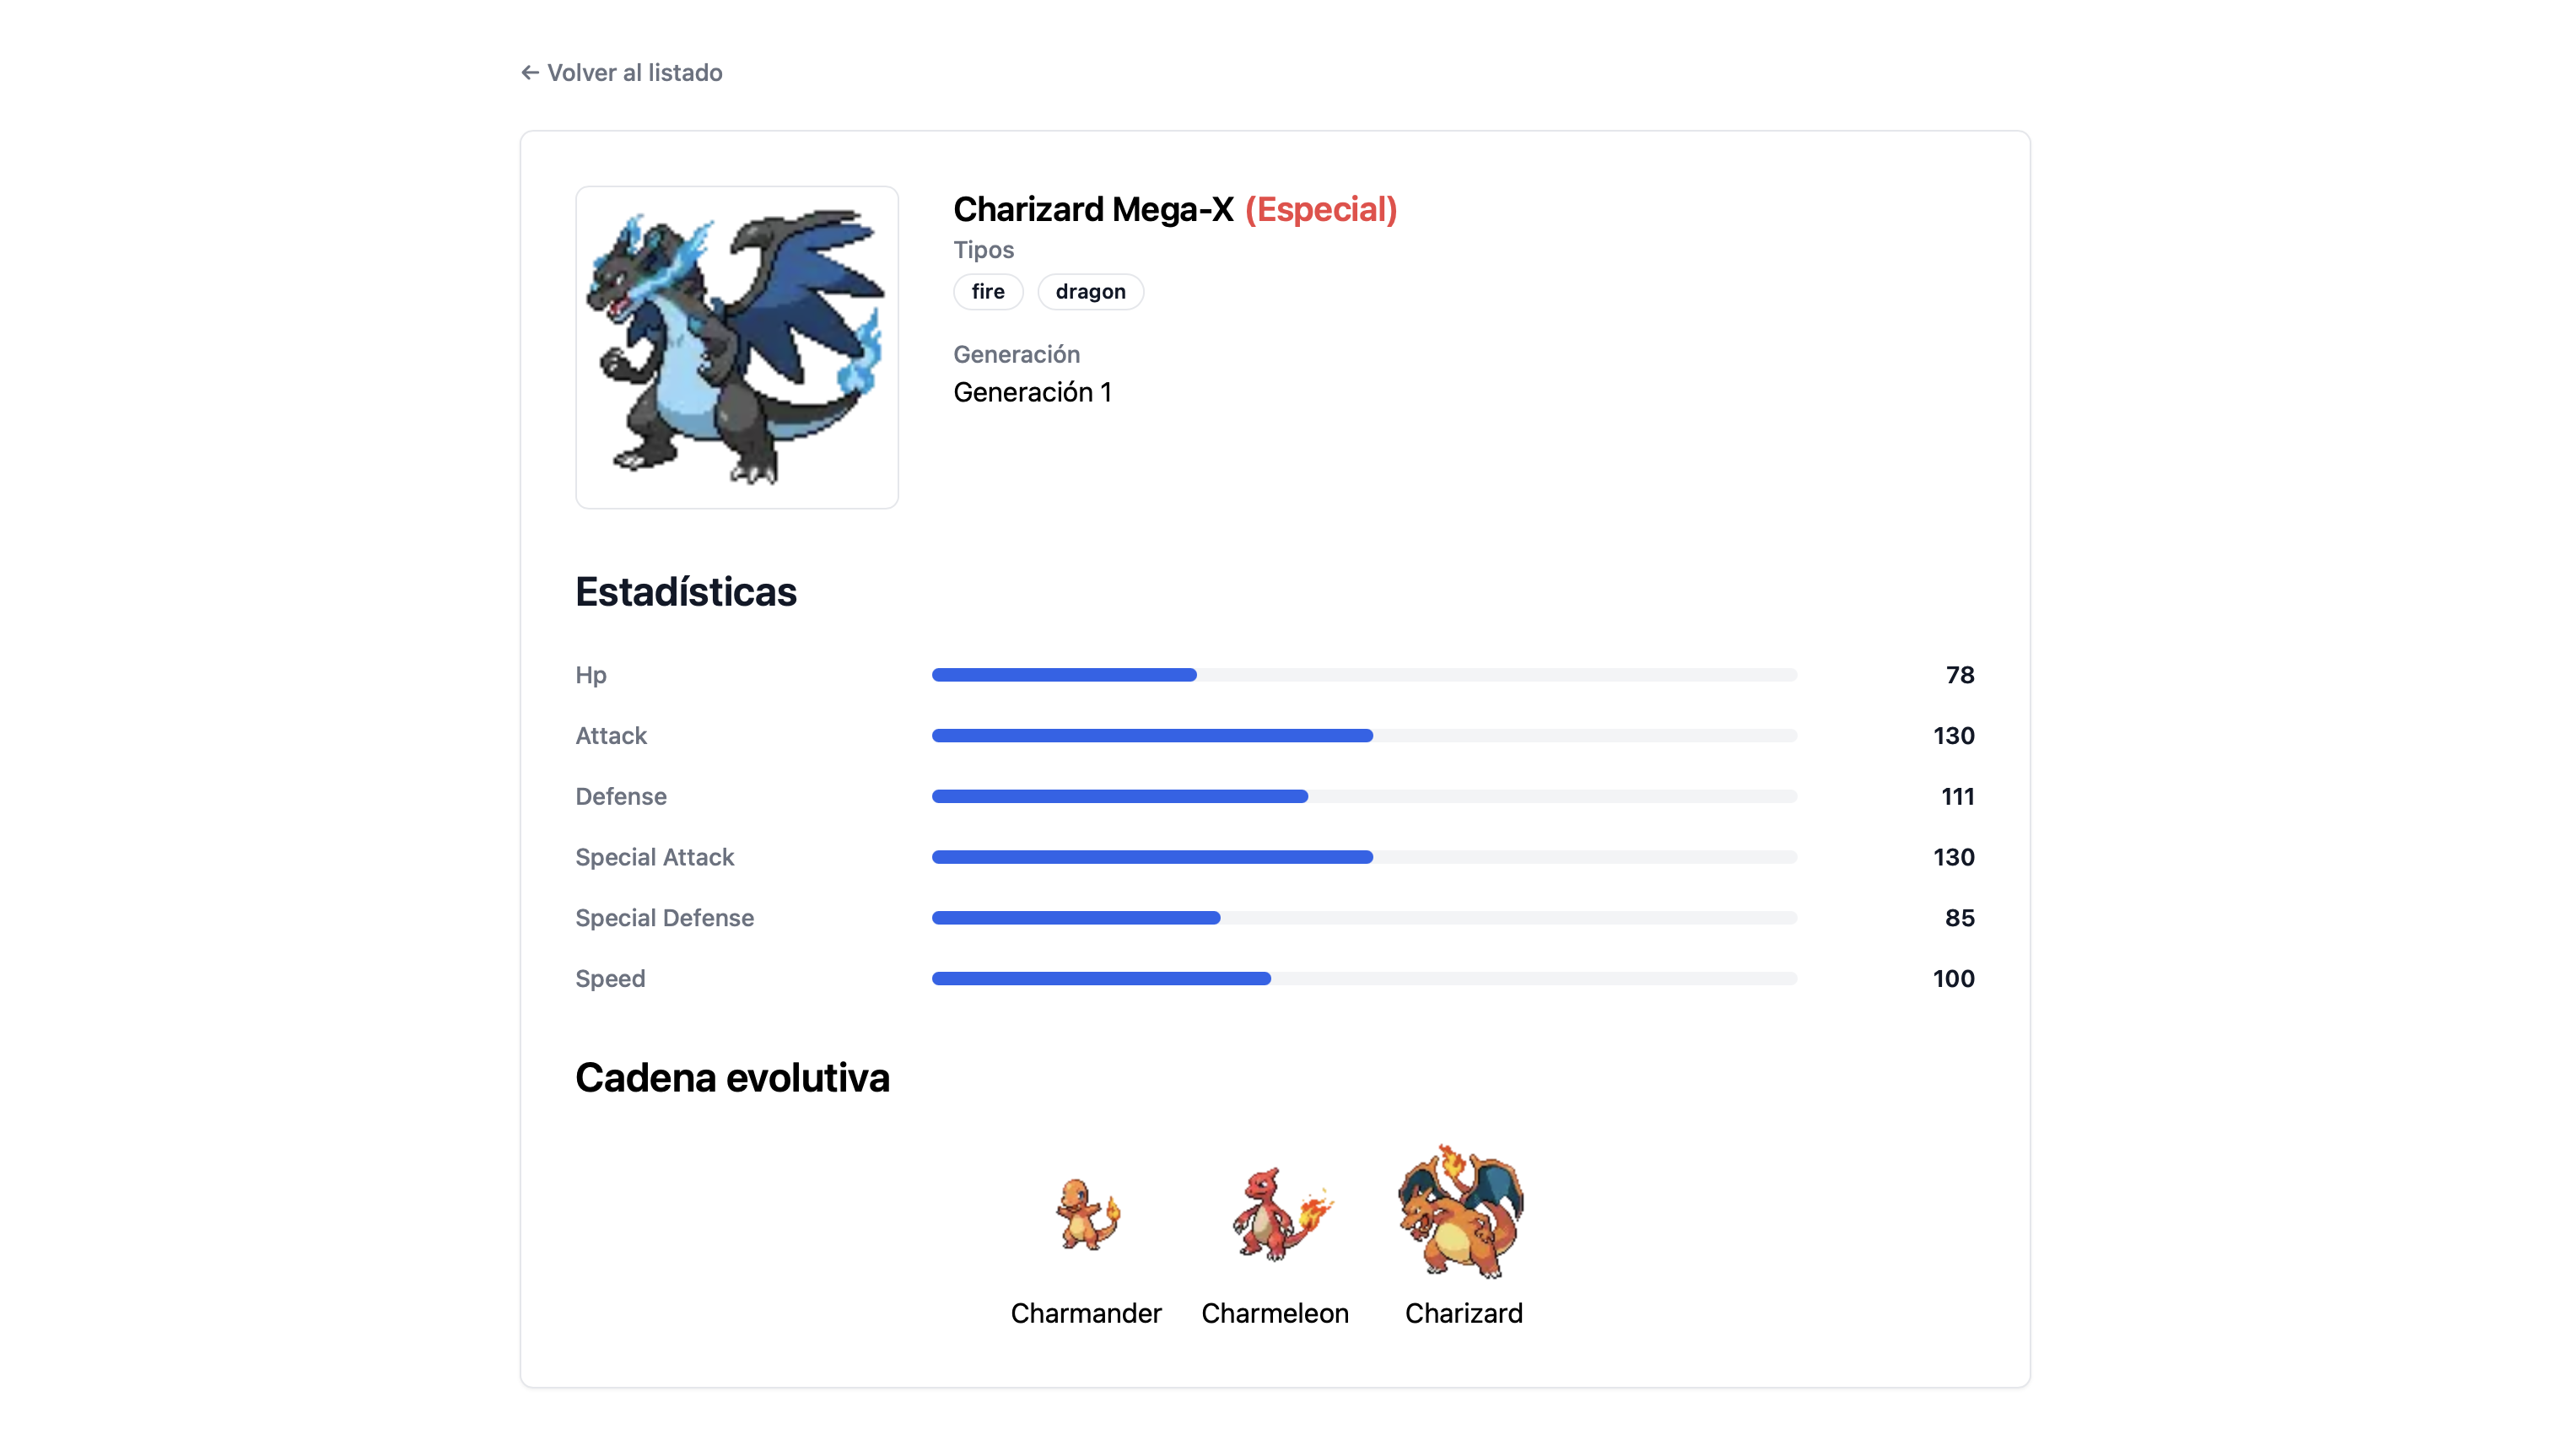 ← Volver al listado
Charizard Mega-X (Especial)
Tipos
fire dragon
Generación
Generación 1
Estadísticas
Hp 78
Attack 130
Defense 111
Special Attack 130
Special Defense 85
Speed 100
Cadena evolutiva
Charmander Charmeleon Charizard